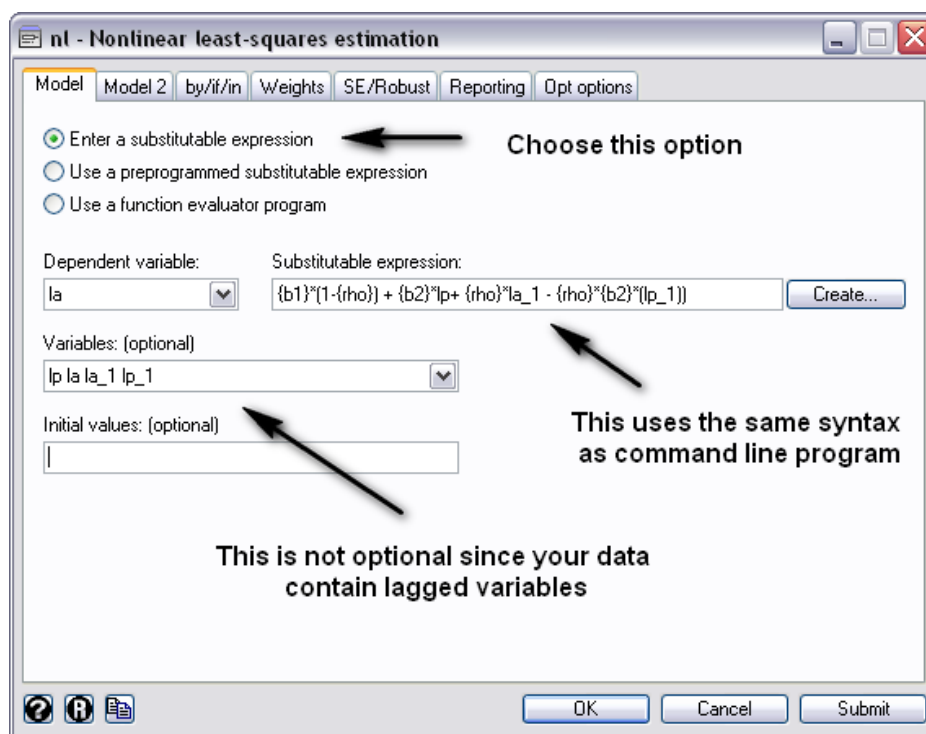 nl - Nonlinear least-squares estimation
Model Model 2 by/if/in Weights SE/Robust Reporting Opt options
Enter a substitutable expression
Choose this option
Use a preprogrammed substitutable expression
Use a function evaluator program
Dependent variable: Substitutable expression:
la {b1}*(1-{rho}) + {b2}*lp+ {rho}*la_1 - {rho}*{b2}*(lp_1)) Create...
Variables: (optional)
lp la la_1 lp_1
This uses the same syntax
as command line program
Initial values: (optional)
This is not optional since your data
contain lagged variables
? R OK Cancel Submit